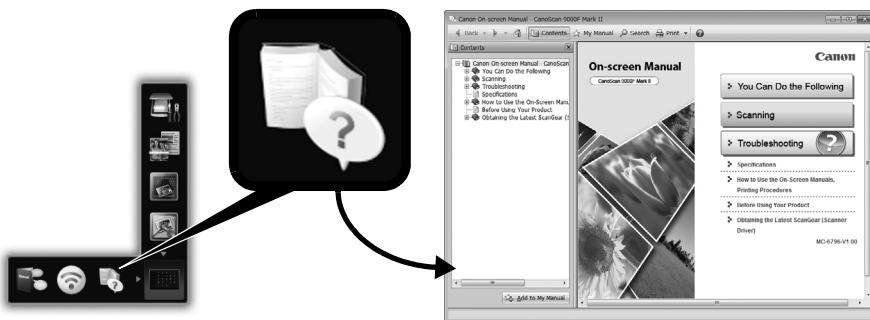 Canon On-screen Manual - CanoScan 9000F Mark II
Back
Contents
My Manual
Search
Print
Contents
Canon On-screen Manual - CanoScan
You Can Do the Following
Scanning
Troubleshooting
Specifications
How to Use the On-Screen Manu
Before Using Your Product
Obtaining the Latest ScanGear (S
Add to My Manual
Canon
On-screen Manual
CanoScan 9000F Mark II
You Can Do the Following
Scanning
Troubleshooting
Specifications
How to Use the On-Screen Manuals,
Printing Procedures
Before Using Your Product
Obtaining the Latest ScanGear (Scanner
Driver)
MC-6796-V1.00